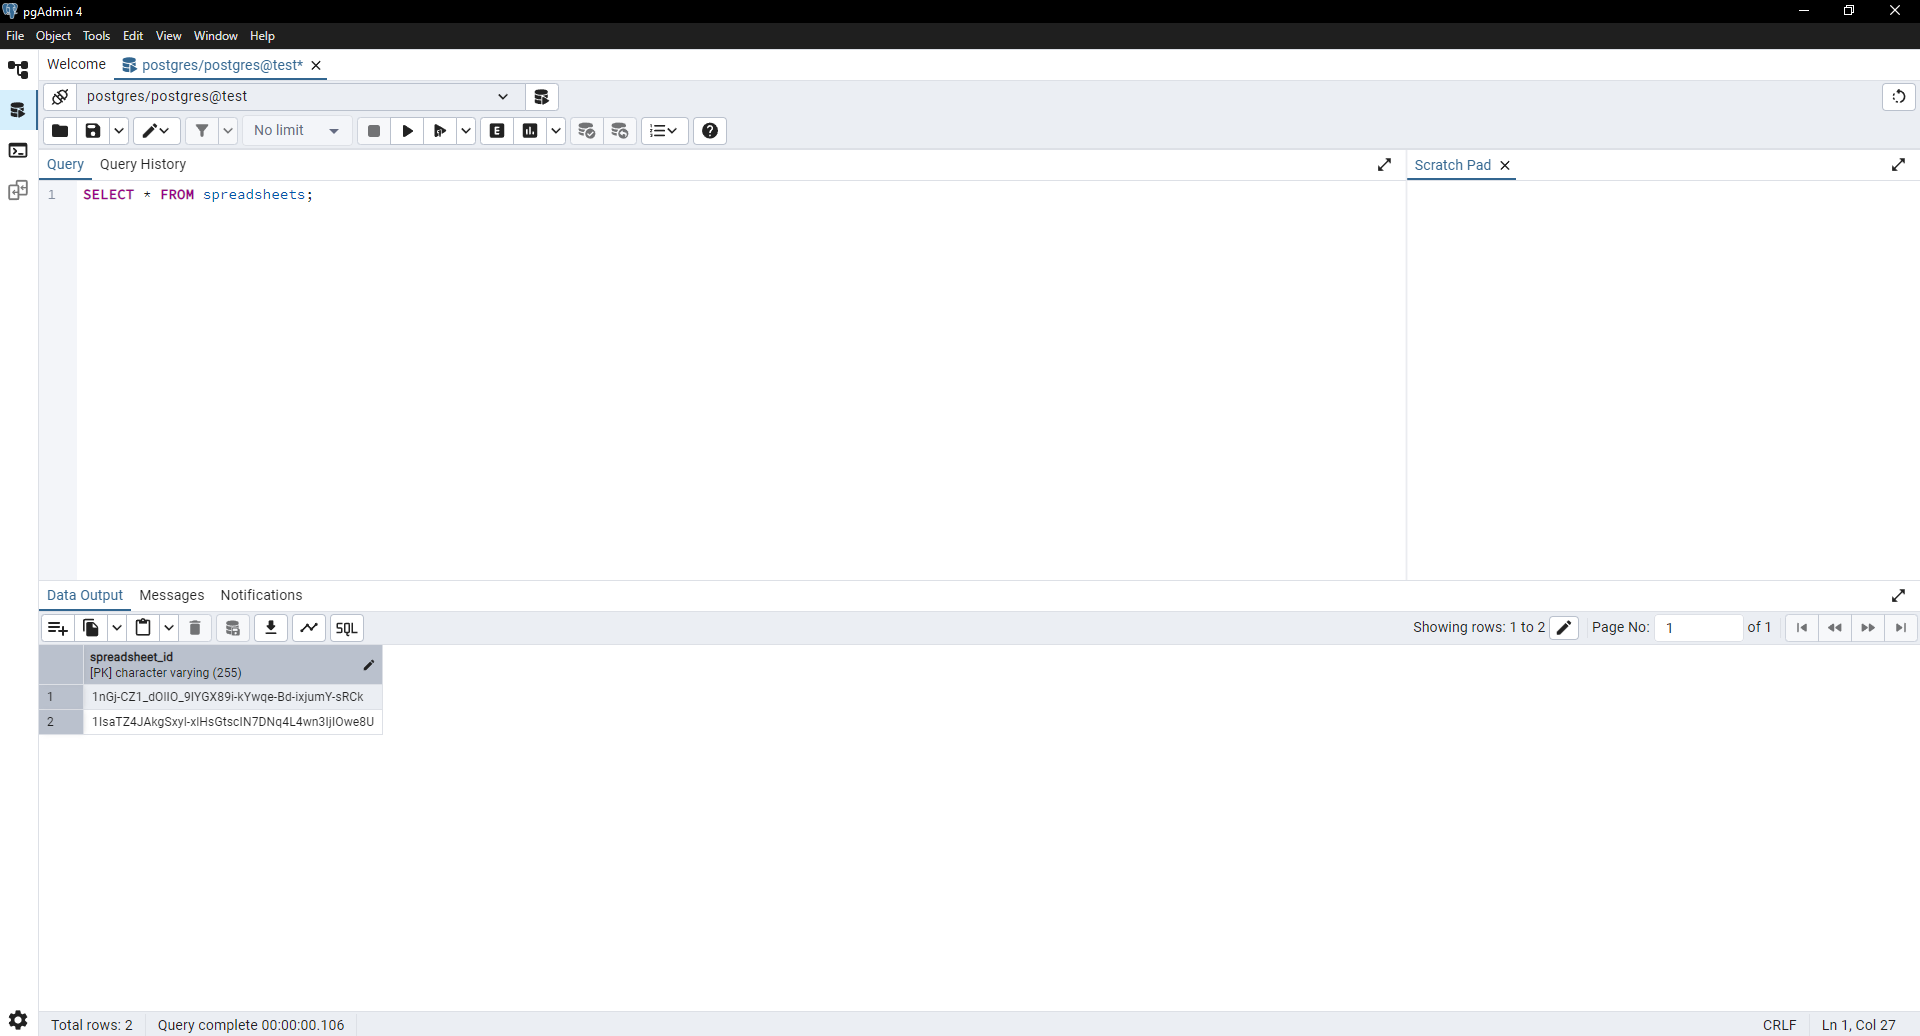 pgAdmin 4
File Object Tools Edit View Window Help
Welcome postgres/postgres@test*
postgres/postgres@test
No limit
Query Query History
Scratch Pad
1 SELECT * FROM spreadsheets;
Data Output Messages Notifications
SQL
Showing rows: 1 to 2 Page No: 1 of 1
spreadsheet_id
[PK] character varying (255)
1 1nGj-CZ1_dOIIO_9IYGX89i-kYwqe-Bd-ixjumY-sRCk
2 1IsaTZ4JAkgSxyI-xIHsGtscIN7DNq4L4wn3IjIOwe8U
Total rows: 2 Query complete 00:00:00.106
CRLF Ln 1, Col 27